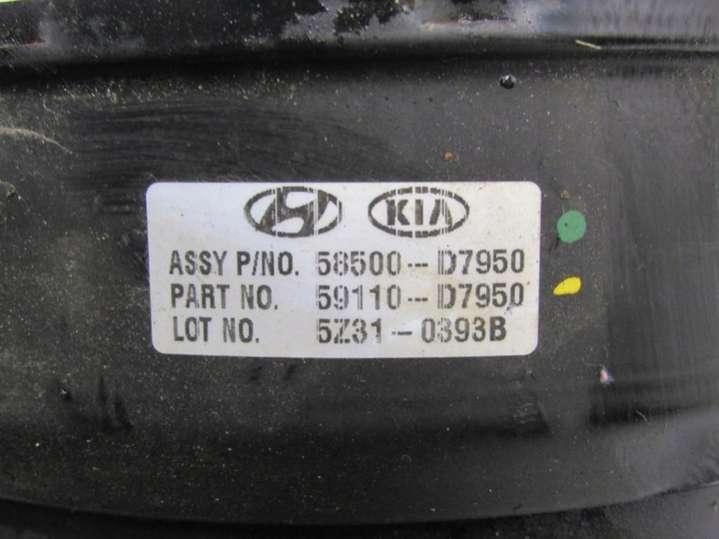 KIA
ASSY P/NO. 58500-D7950
PART NO. 59110-D7950
LOT NO. 5Z31-0393B